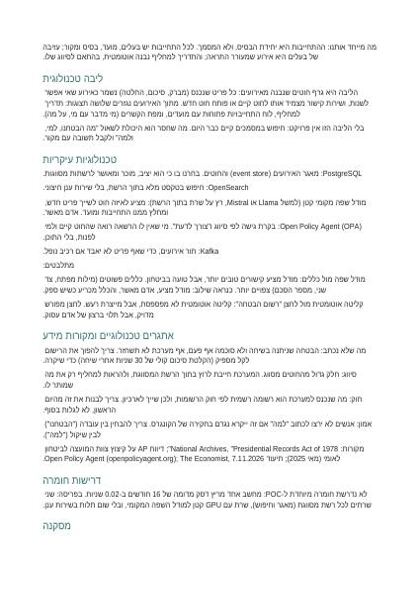 מה מייחד אותנו: ההתחייבות היא יחידת הבסיס, ולא המסמך. לכל התחייבות יש בעלים, מועד, בסיס ומקור; עזיבה
של בעלים היא אירוע שמעורר התראה; והתדריך למחליף נבנה אוטומטית, בהתאם לסיווג שלו.
ליבה טכנולוגית
הליבה היא גרף חוטים שנבנה מאירועים: כל פריט שנכנס (מברק, סיכום, החלטה) נשמר כאירוע שאי אפשר
לשנות, ושירות קישור מצמיד אותו לחוט קיים או פותח חוט חדש. מתוך האירועים נגזרים שלושה תצוגות: תדריך
למחליף, לוח התחייבויות פתוחות עם מועדים, ומפת הקשרים (מי מדבר עם מי, על מה).
בלי הליבה הזו אין פרויקט: חיפוש במסמכים קיים כבר היום. מה שחסר הוא היכולת לשאול "מה הבטחנו, למי,
ולמה" ולקבל תשובה עם מקור.
טכנולוגיות עיקריות
PostgreSQL: מאגר האירועים (event store) והחוטים. בחרנו בו כי הוא יציב, מוכר ומאושר לרשתות מסווגות.
OpenSearch: חיפוש בטקסט מלא בתוך הרשת, בלי שירות ענן חיצוני.
מודל שפה מקומי קטן (למשל Llama או Mistral, רץ על שרת בתוך הרשת): מציע לאיזה חוט לשייך פריט חדש,
ומחלץ ממנו התחייבות ומועד. אדם מאשר.
Open Policy Agent (OPA): בקרת גישה לפי סיווג ו"צורך לדעת". מי שאין לו הרשאה רואה שהחוט קיים ולמי
לפנות, בלי התוכן.
Kafka: תור אירועים, כדי שאף פריט לא יאבד אם רכיב נופל.
מתלבטים:
מודל שפה מול כללים: מודל מציע קישורים טובים יותר, אבל טועה בביטחון. כללים פשוטים (מילות מפתח, צד
שני, מספר הסכם) צפויים יותר. כנראה שילוב: מודל מציע, אדם מאשר, והכלל מכריע כשיש ספק.
קליטה אוטומטית מול לחצן "רשום הבטחה": קליטה אוטומטית לא מפספסת, אבל מייצרת רעש. לחצן מפורש
מדויק, אבל תלוי ברצון של אדם עסוק.
אתגרים טכנולוגיים ומקורות מידע
מה שלא נכתב: הבטחה שניתנה בשיחה ולא סוכמה אף פעם, אף מערכת לא תשחזר. צריך להפוך את הרישום
לקל מספיק (הקלטת סיכום קולי של 30 שניות אחרי שיחה) כדי שיקרה.
סיווג: חלק גדול מהחוטים מסווג. המערכת חייבת לרוץ בתוך הרשת המסווגת, ולהראות למחליף רק את מה
שמותר לו.
חוק: מה שנכנס למערכת הוא רשומה רשמית לפי חוק הרשומות, ולכן שייך לארכיון. צריך לבנות את זה מהיום
הראשון, לא לגלות בסוף.
אמון: אנשים לא ירצו לכתוב "למה" אם זה ייקרא נגדם בחקירה של הקונגרס. צריך להבחין בין עובדה ("הבטחנו")
לבין שיקול ("למה").
מקורות: National Archives, "Presidential Records Act of 1978"; דיווח AP על קיצוץ צוות המועצה לביטחון
לאומי (מאי 2025); תיעוד Open Policy Agent (openpolicyagent.org); The Economist, 7.11.2026.
דרישות חומרה
לא נדרשת חומרה מיוחדת ל-POC: מחשב אחד מריץ דסק מדומה של 16 חודשים ב-0.02 שניות. בפריסה: שני
שרתים לכל רשת מסווגת (מאגר וחיפוש), שרת עם GPU קטן למודל השפה המקומי, ובלי שום תלות בשירות ענן.
מסקנה